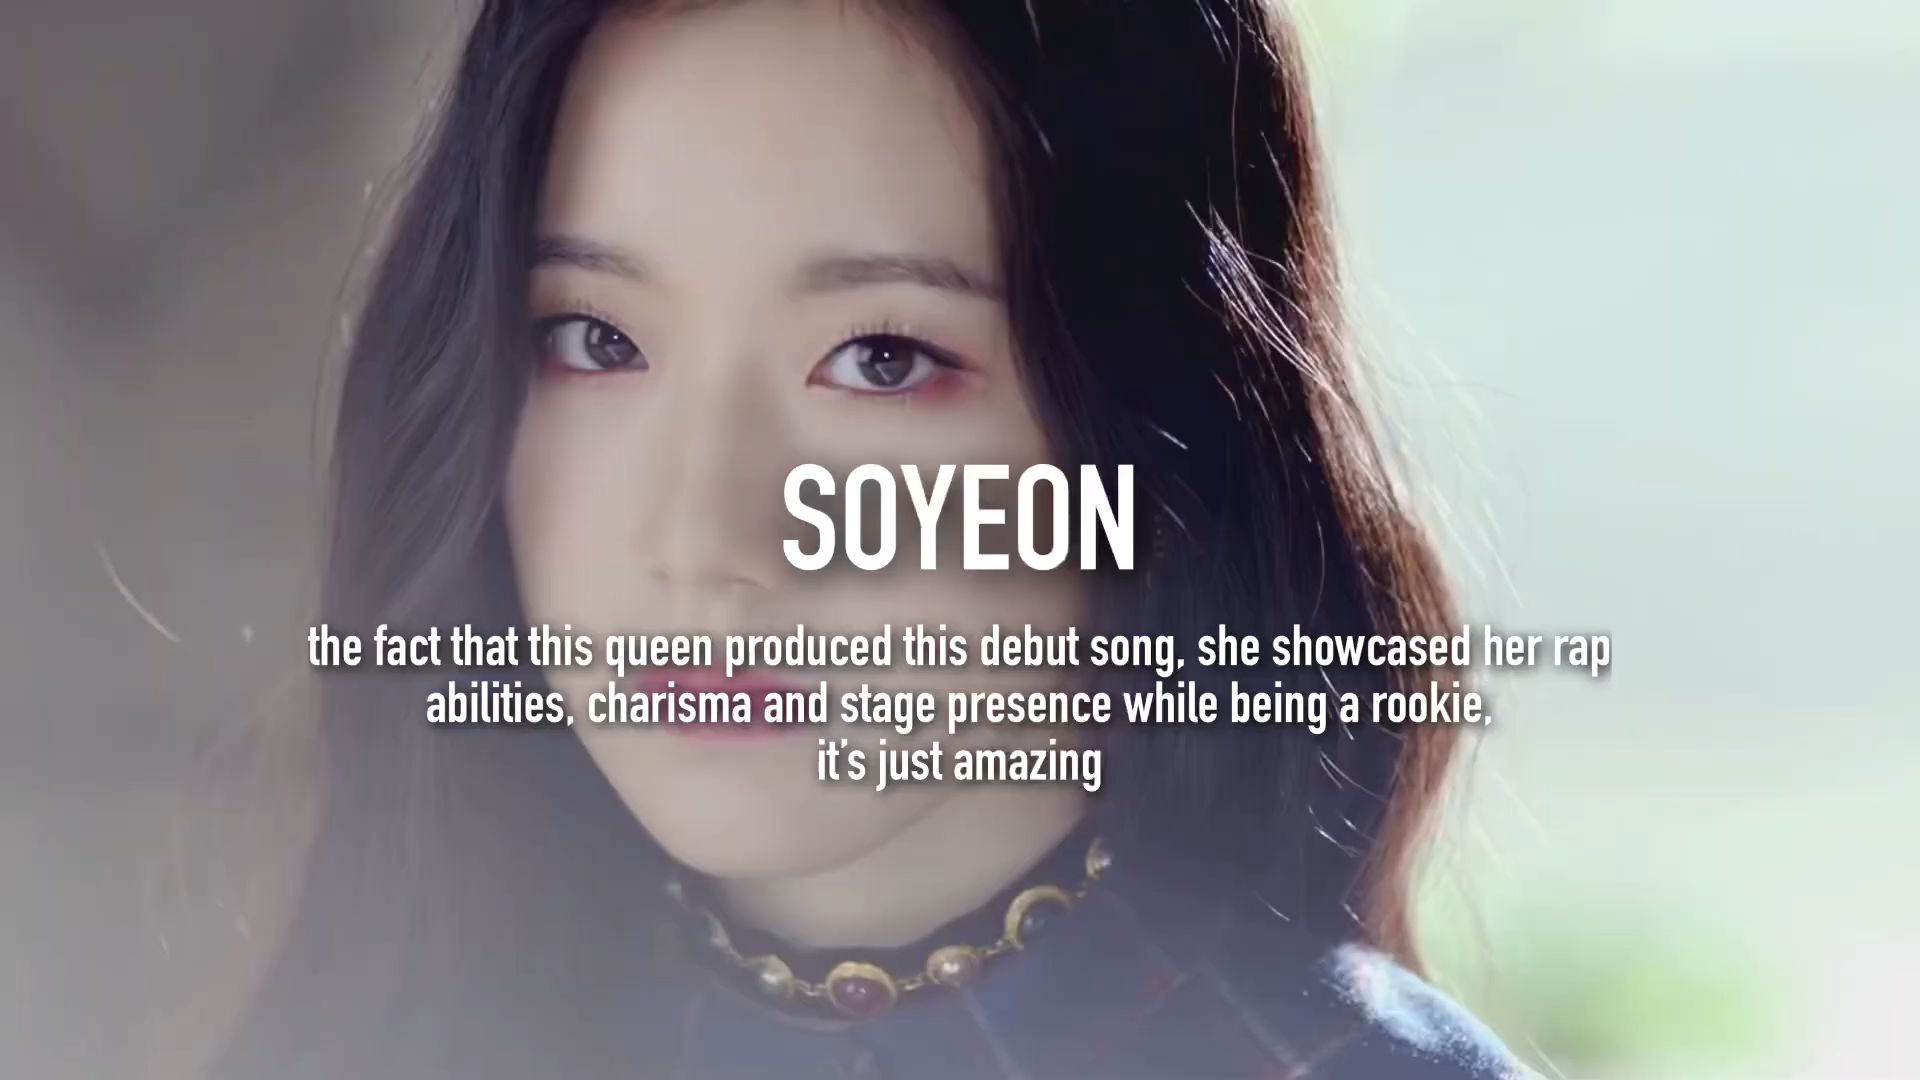 SOYEON
the fact that this queen produced this debut song, she showcased her rap
abilities, charisma and stage presence while being a rookie,
it's just amazing